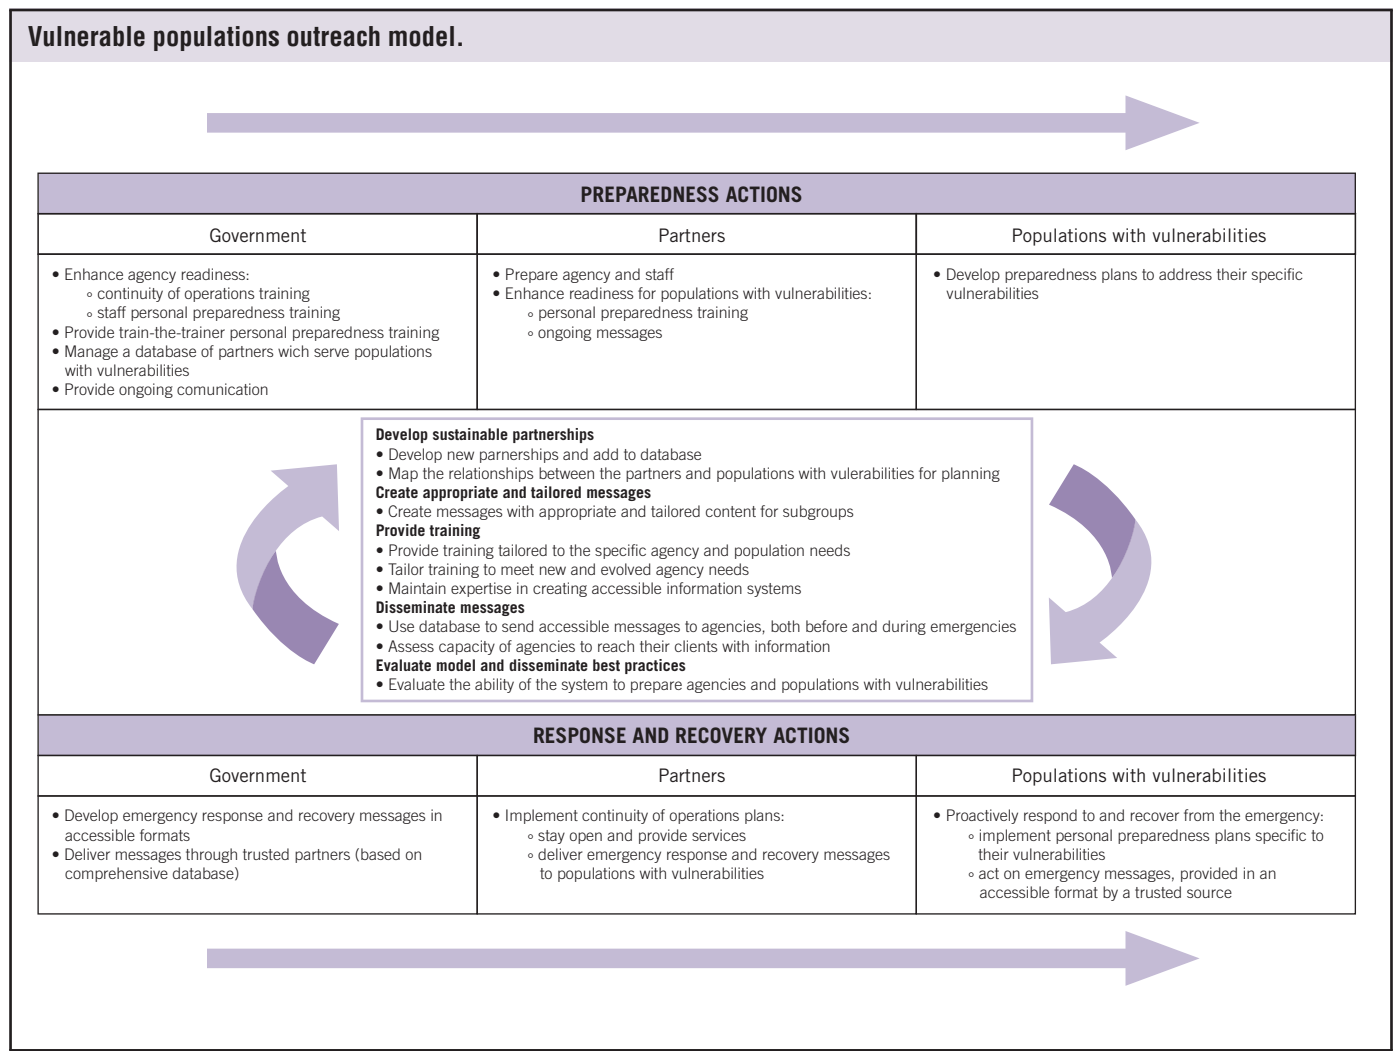 Vulnerable populations outreach model.
PREPAREDNESS ACTIONS
Government
Partners
Populations with vulnerabilities
• Enhance agency readiness:
◦ continuity of operations training
◦ staff personal preparedness training
• Provide train-the-trainer personal preparedness training
• Manage a database of partners wich serve populations
with vulnerabilities
• Provide ongoing comunication
• Prepare agency and staff
• Enhance readiness for populations with vulnerabilities:
◦ personal preparedness training
◦ ongoing messages
• Develop preparedness plans to address their specific
vulnerabilities
Develop sustainable partnerships
• Develop new parnerships and add to database
• Map the relationships between the partners and populations with vulerabilities for planning
Create appropriate and tailored messages
• Create messages with appropriate and tailored content for subgroups
Provide training
• Provide training tailored to the specific agency and population needs
• Tailor training to meet new and evolved agency needs
• Maintain expertise in creating accessible information systems
Disseminate messages
• Use database to send accessible messages to agencies, both before and during emergencies
• Assess capacity of agencies to reach their clients with information
Evaluate model and disseminate best practices
• Evaluate the ability of the system to prepare agencies and populations with vulnerabilities
RESPONSE AND RECOVERY ACTIONS
Government
Partners
Populations with vulnerabilities
• Develop emergency response and recovery messages in
accessible formats
• Deliver messages through trusted partners (based on
comprehensive database)
• Implement continuity of operations plans:
◦ stay open and provide services
◦ deliver emergency response and recovery messages
to populations with vulnerabilities
• Proactively respond to and recover from the emergency:
◦ implement personal preparedness plans specific to
their vulnerabilities
◦ act on emergency messages, provided in an
accessible format by a trusted source